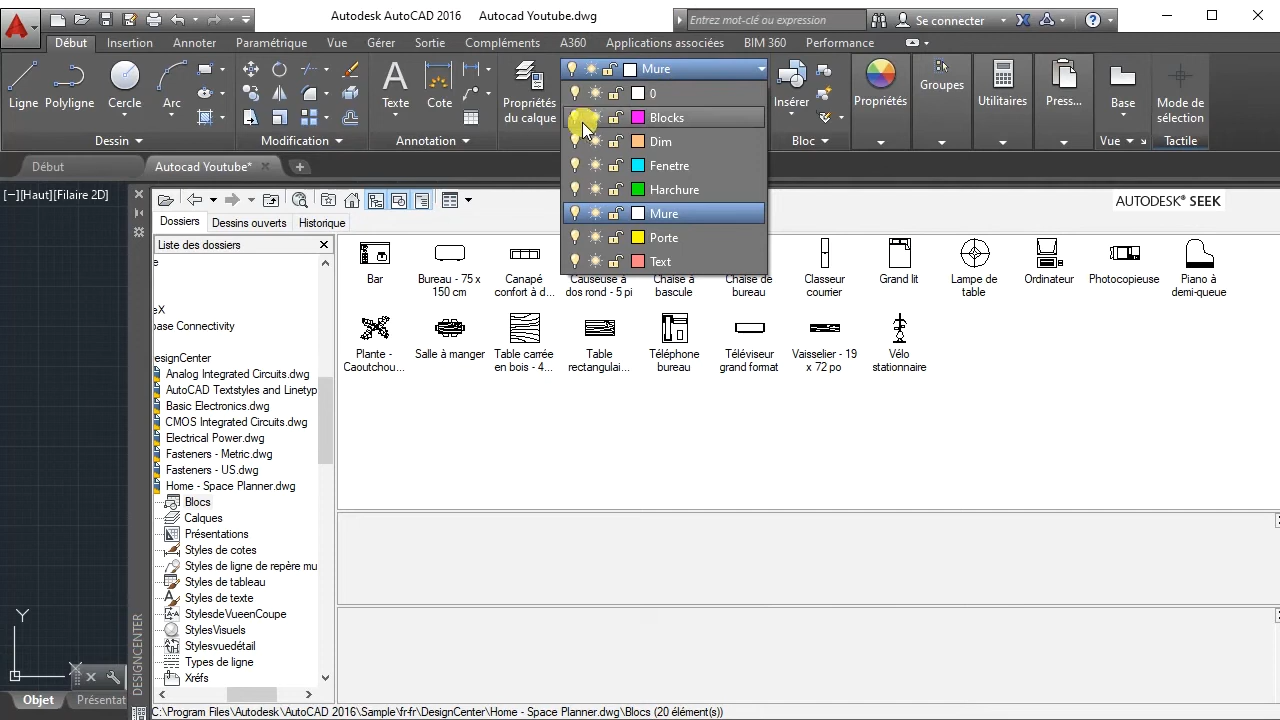 Autodesk AutoCAD 2016 Autocad Youtube.dwg
Entrez mot-clé ou expression
Se connecter
Début Insertion Annoter Paramétrique Vue Gérer Sortie Compléments A360 Applications associées BIM 360 Performance
Ligne Polyligne Cercle Arc
Texte Cote
Propriétés
du calque
Mure
0
Blocks
Dim
Fenetre
Harchure
Mure
Porte
Text
Insérer
Propriétés
Groupes
Utilitaires
Press...
Base
Mode de
sélection
Dessin
Modification
Annotation
Bloc
Vue
Tactile
Début
Autocad Youtube*
[−][Haut][Filaire 2D]
AUTODESK® SEEK
Dossiers Dessins ouverts Historique
Liste des dossiers
e
eX
base Connectivity
esignCenter
Analog Integrated Circuits.dwg
AutoCAD Textstyles and Linetyp
Basic Electronics.dwg
CMOS Integrated Circuits.dwg
Electrical Power.dwg
Fasteners - Metric.dwg
Fasteners - US.dwg
Home - Space Planner.dwg
Blocs
Calques
Présentations
Styles de cotes
Styles de ligne de repère mu
Styles de tableau
Styles de texte
StylesdeVueenCoupe
StylesVisuels
Stylesvuedétail
Types de ligne
Xréfs
Bar
Bureau - 75 x
150 cm
Canapé
confort à d...
Causeuse à
dos rond - 5 pi
Chaise à
bascule
Chaise de
bureau
Classeur
courrier
Grand lit
Lampe de
table
Ordinateur
Photocopieuse
Piano à
demi-queue
Plante -
Caoutchou...
Salle à manger
Table carrée
en bois - 4...
Table
rectangulai...
Téléphone
bureau
Téléviseur
grand format
Vaisselier - 19
x 72 po
Vélo
stationnaire
Y
X
DESIGNCENTER
Objet Présentat
C:\Program Files\Autodesk\AutoCAD 2016\Sample\fr-fr\DesignCenter\Home - Space Planner.dwg\Blocs (20 élément(s))